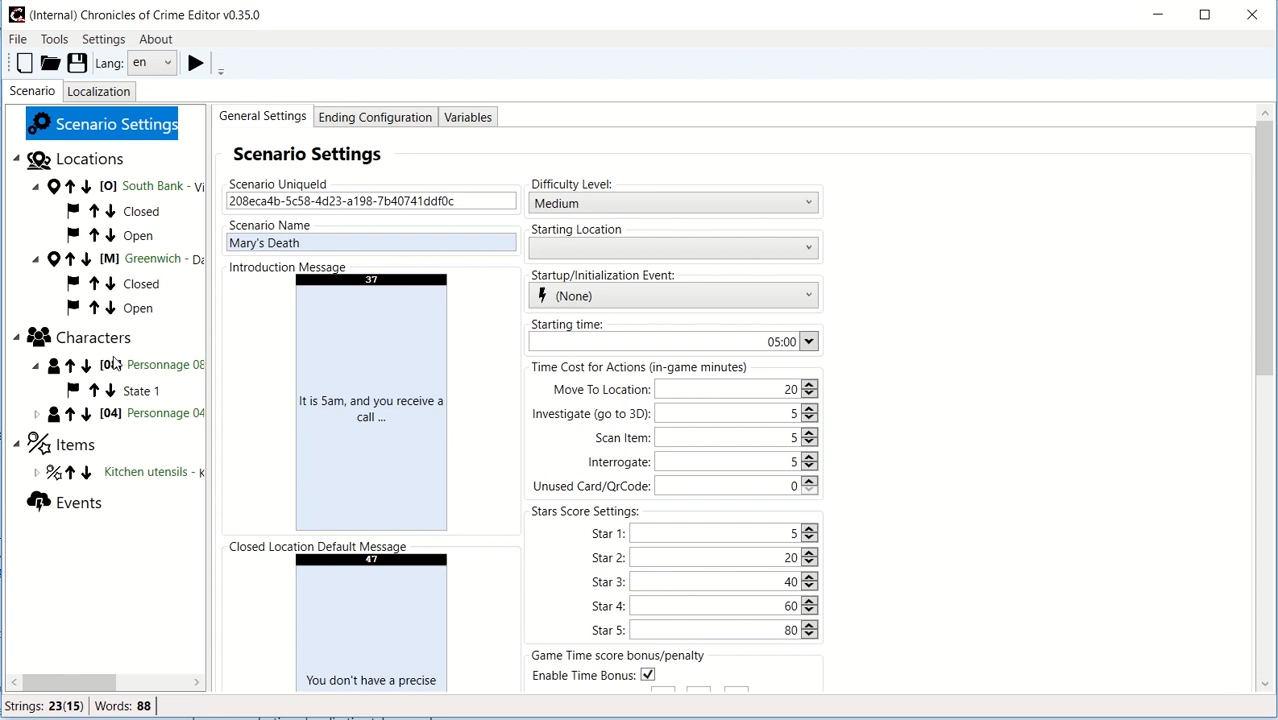 (Internal) Chronicles of Crime Editor v0.35.0
File Tools Settings About
Lang: en
Scenario Localization
Scenario Settings
Locations
[O] South Bank - Vi
Closed
Open
[M] Greenwich - Da
Closed
Open
Characters
Personnage 08
State 1
[04] Personnage 04
Items
Kitchen utensils - K
Events
General Settings Ending Configuration Variables
Scenario Settings
Scenario UniqueId
208eca4b-5c58-4d23-a198-7b40741ddf0c
Scenario Name
Mary's Death
Introduction Message
37
It is 5am, and you receive a
call ...
Closed Location Default Message
47
You don't have a precise
Difficulty Level:
Medium
Starting Location
Startup/Initialization Event:
(None)
Starting time:
05:00
Time Cost for Actions (in-game minutes)
Move To Location: 20
Investigate (go to 3D): 5
Scan Item: 5
Interrogate: 5
Unused Card/QrCode: 0
Stars Score Settings:
Star 1: 5
Star 2: 20
Star 3: 40
Star 4: 60
Star 5: 80
Game Time score bonus/penalty
Enable Time Bonus:
Strings: 23(15) Words: 88